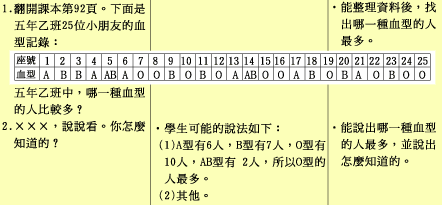 1.翻開課本第92頁。下面是
五年乙班25位小朋友的血
型記錄：
・能整理資料後，找
出哪一種血型的人
最多。
座號 1 2 3 4 5 6 7 8 9 10 11 12 13 14 15 16 17 18 19 20 21 22 23 24 25
血型 A B B A AB A O O B O B O A AB O O A B O B A O B O O
五年乙班中，哪一種血型
的人比較多？
2.×××，說說看。你怎麼
知道的？
・學生可能的說法如下：
(1)A型有6人，B型有7人，O型有
10人，AB型有 2人，所以O型的
人最多。
(2)其他。
・能說出哪一種血型
的人最多，並說出
怎麼知道的。